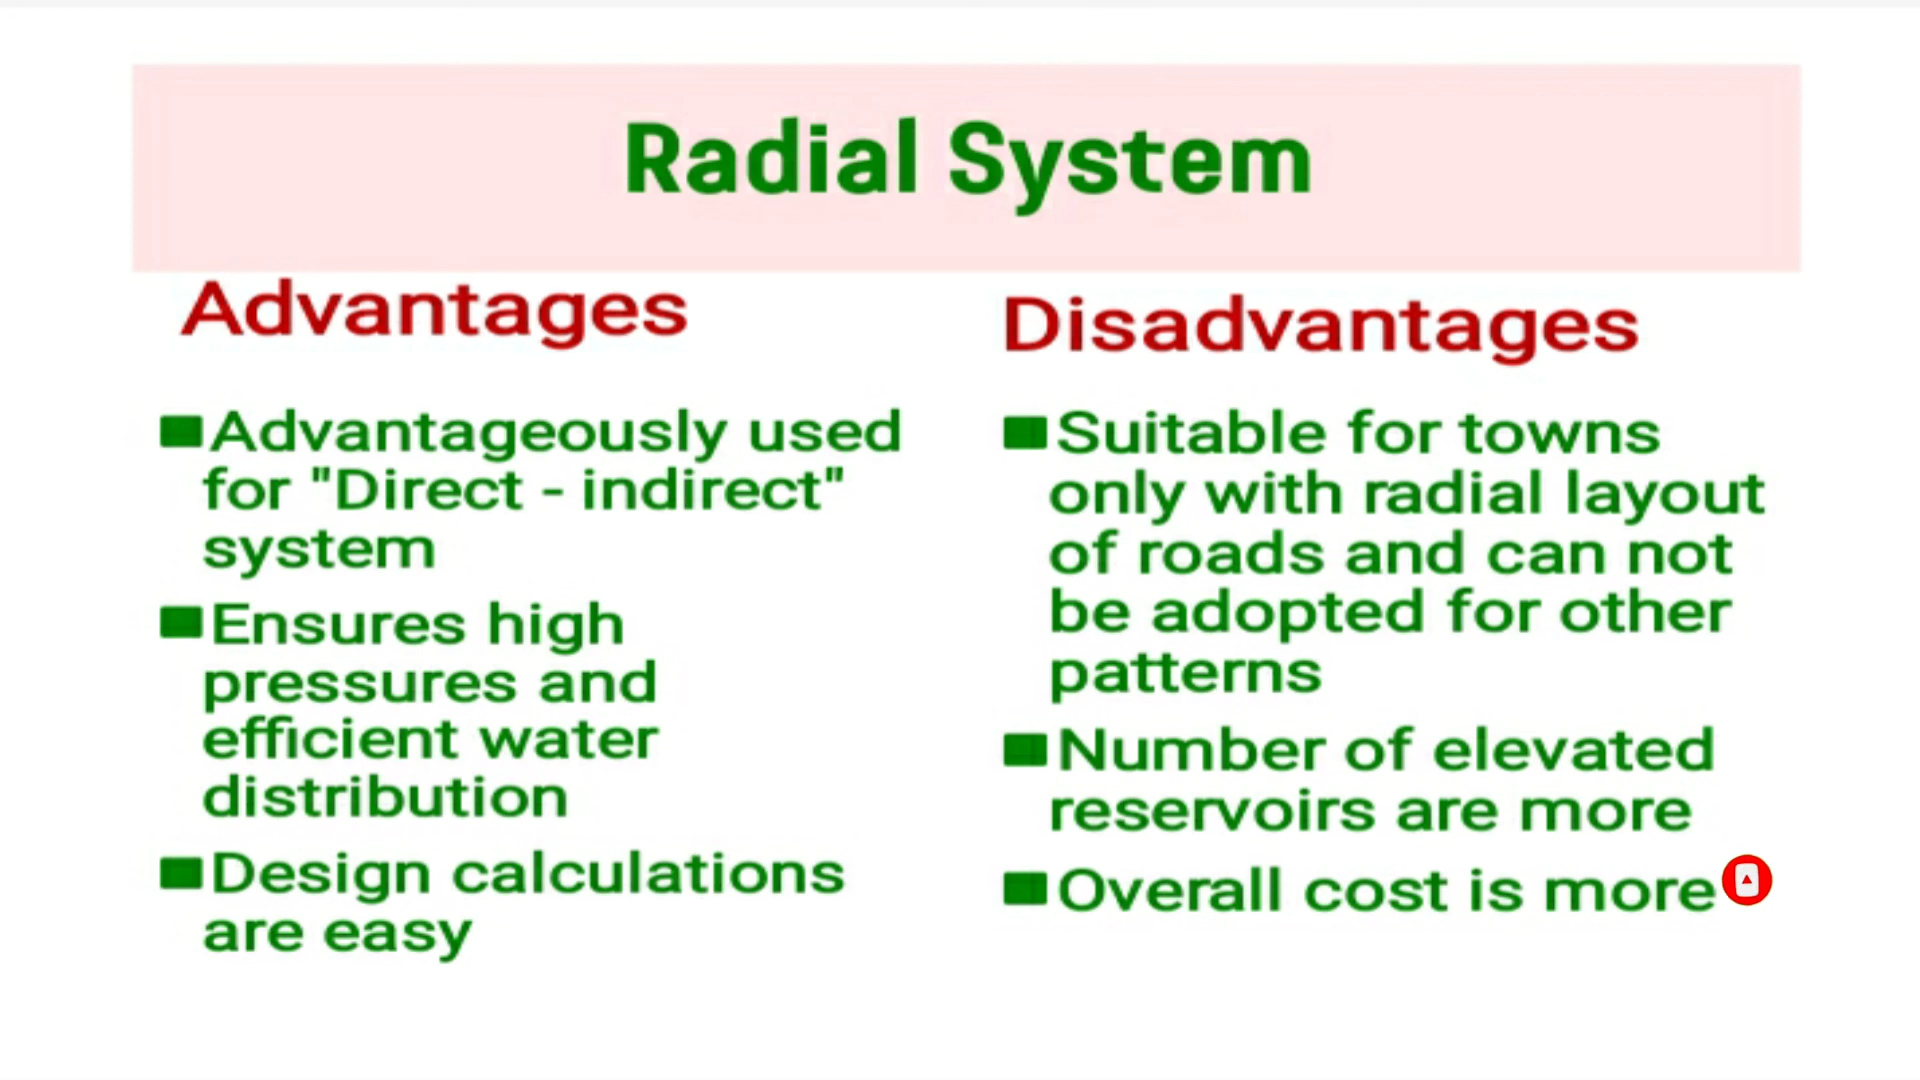 Radial System
Advantages
Advantageously used
for "Direct - indirect"
system
Ensures high
pressures and
efficient water
distribution
Design calculations
are easy
Disadvantages
Suitable for towns
only with radial layout
of roads and can not
be adopted for other
patterns
Number of elevated
reservoirs are more
Overall cost is more